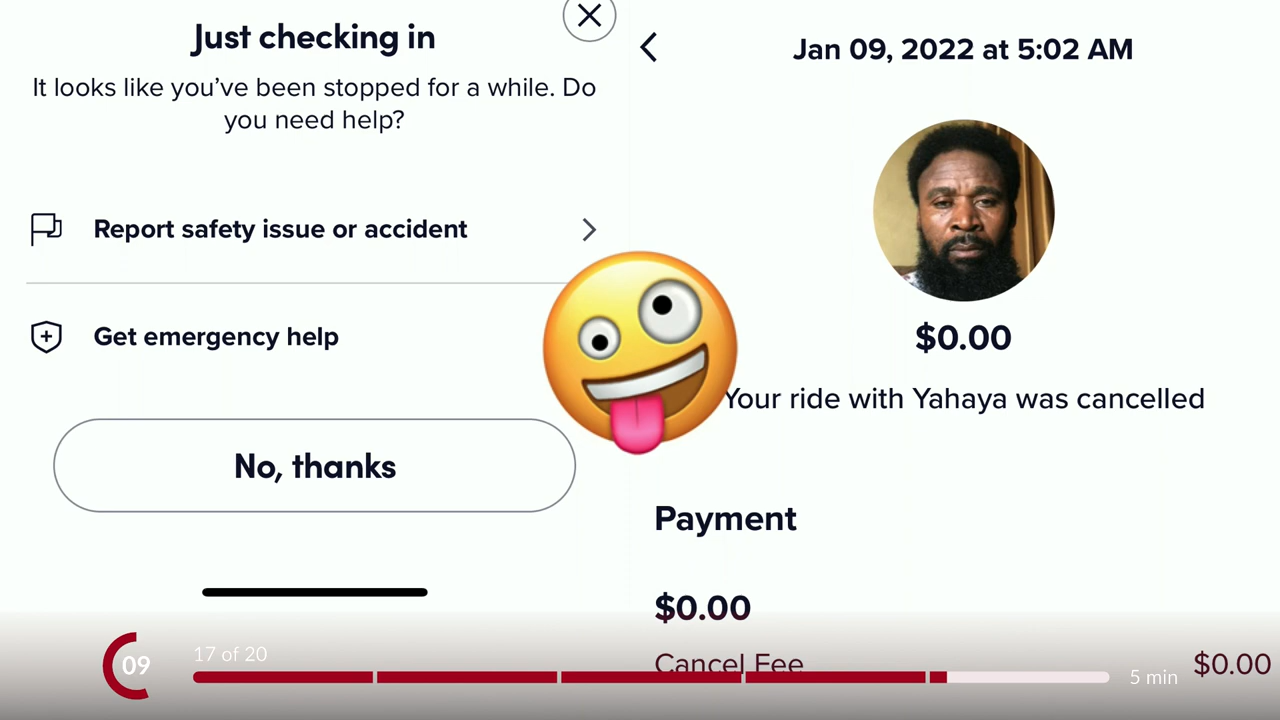 Just checking in
It looks like you’ve been stopped for a while. Do
you need help?
Report safety issue or accident
Get emergency help
No, thanks
Jan 09, 2022 at 5:02 AM
$0.00
Your ride with Yahaya was cancelled
Payment
$0.00
Cancel Fee
$0.00
09
17 of 20
5 min